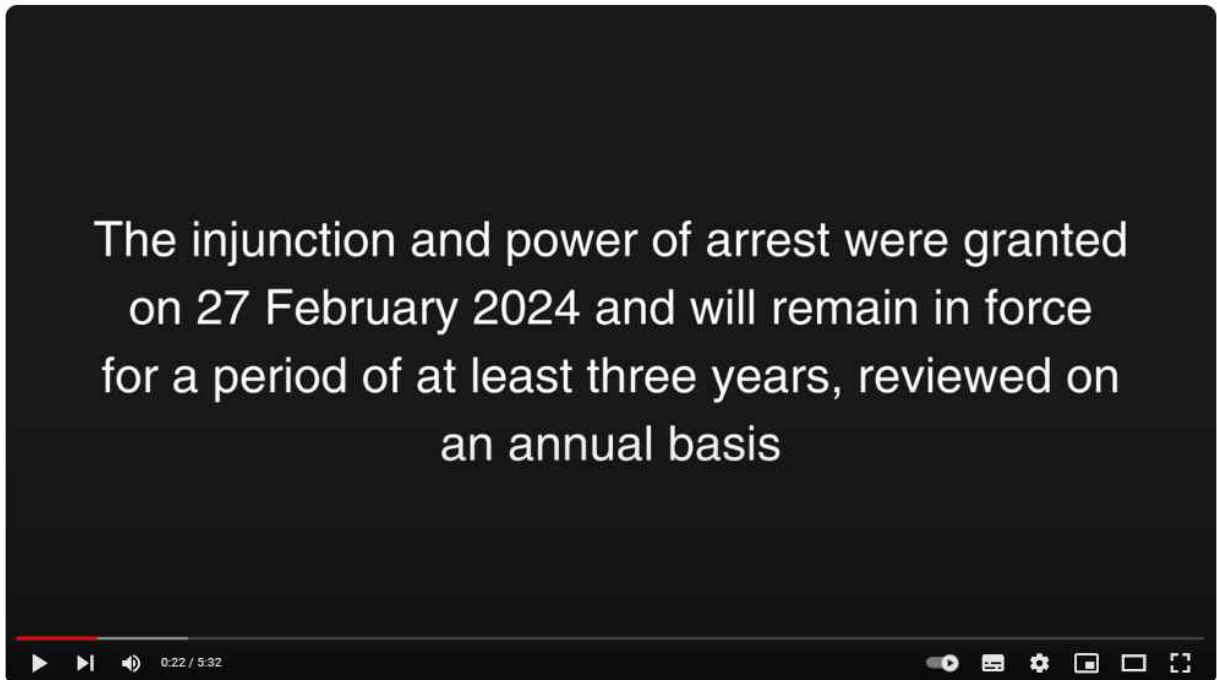 The injunction and power of arrest were granted
on 27 February 2024 and will remain in force
for a period of at least three years, reviewed on
an annual basis
0:22 / 5:32